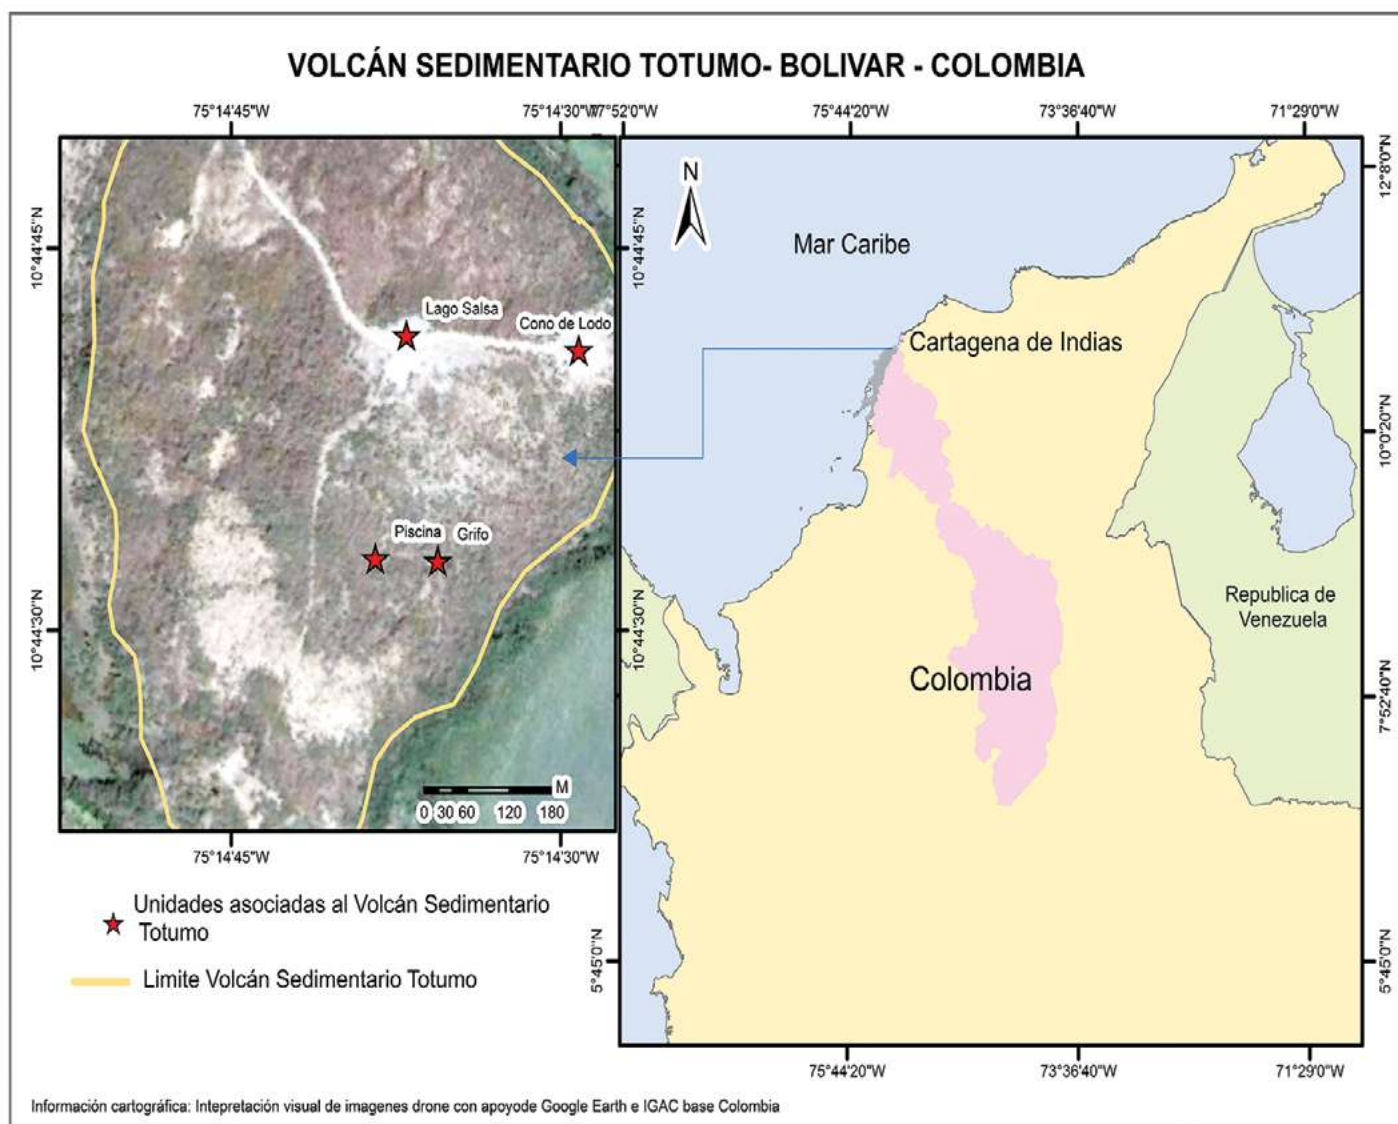 VOLCÁN SEDIMENTARIO TOTUMO- BOLIVAR - COLOMBIA
75°14'45"W
75°14'30"W
77°52'0"W
75°44'20"W
73°36'40"W
71°29'0"W
10°44'45"N
10°44'30"N
Lago Salsa
Cono de Lodo
Piscina
Grifo
M
0 30 60 120 180
75°14'45"W
75°14'30"W
10°44'45"N
10°44'30"N
5°45'0"N
N
Mar Caribe
Cartagena de Indias
Colombia
Republica de
Venezuela
12°8'0"N
10°0'20"N
7°52'40"N
5°45'0"N
75°44'20"W
73°36'40"W
71°29'0"W
Unidades asociadas al Volcán Sedimentario
Totumo
Limite Volcán Sedimentario Totumo
Información cartográfica: Intepretación visual de imagenes drone con apoyode Google Earth e IGAC base Colombia